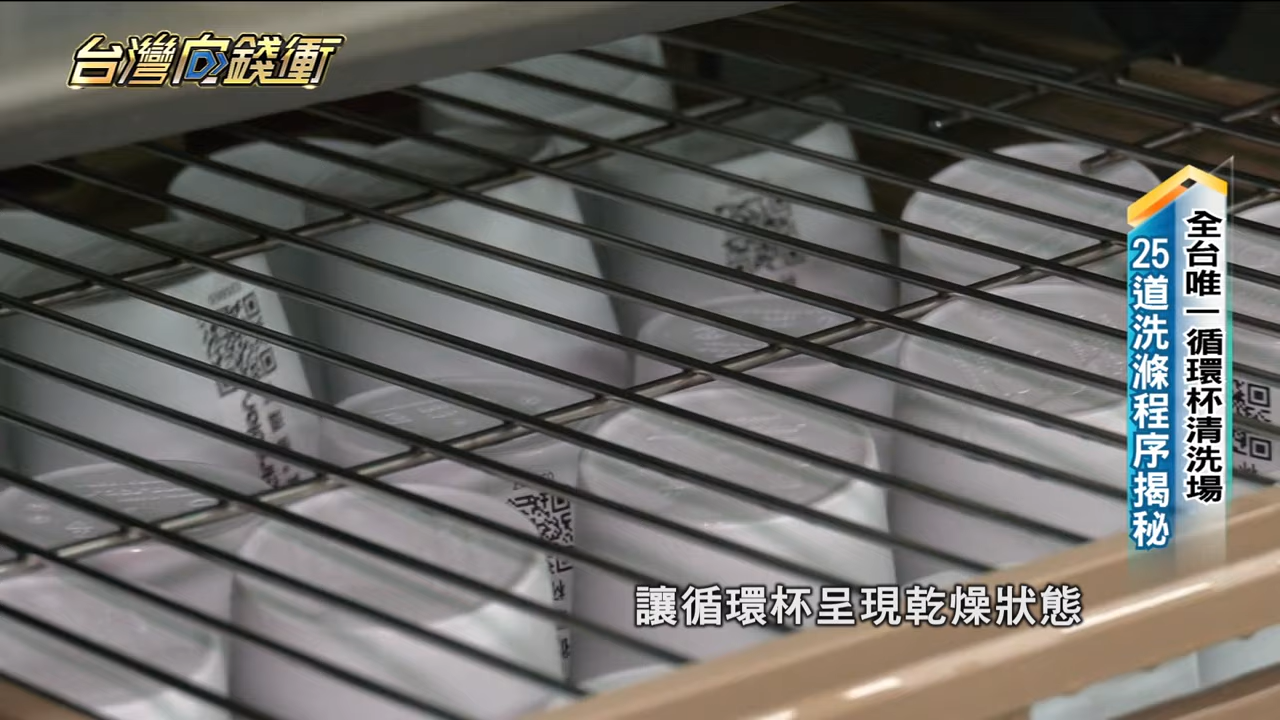 台灣向錢衝
全台唯一循環杯清洗場
25道洗滌程序揭秘
讓循環杯呈現乾燥狀態